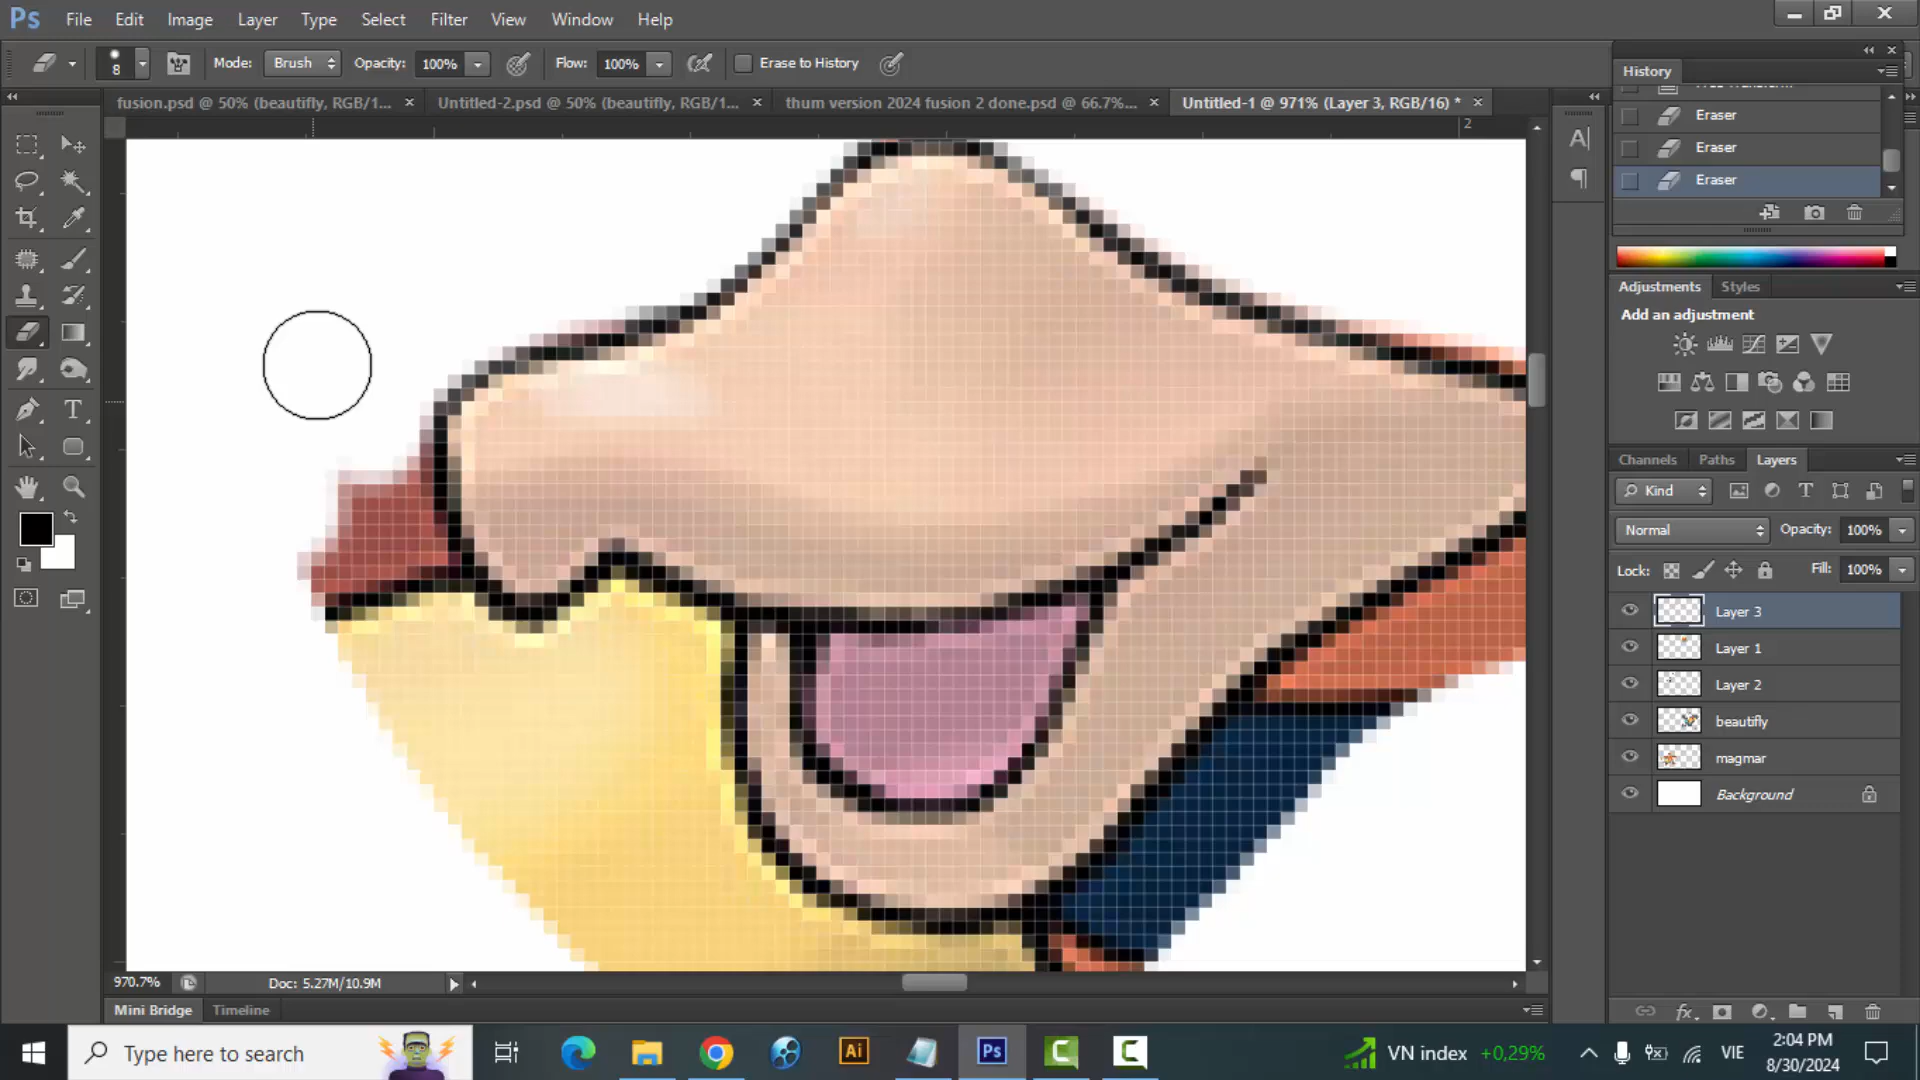 Ps File Edit Image Layer Type Select Filter View Window Help
8 Mode: Brush Opacity: 100% Flow: 100% Erase to History
fusion.psd @ 50% (beautifly, RGB/1... Untitled-2.psd @ 50% (beautifly, RGB/1... thum version 2024 fusion 2 done.psd @ 66.7%... Untitled-1 @ 971% (Layer 3, RGB/16) *
2
History
Eraser
Eraser
Eraser
Adjustments Styles
Add an adjustment
Channels Paths Layers
Kind
Normal Opacity: 100%
Lock: Fill: 100%
Layer 3
Layer 1
Layer 2
beautifly
magmar
Background
970.7% Doc: 5.27M/10.9M
Mini Bridge Timeline
Type here to search
Ai
Ps
VN index +0,29%
VIE
2:04 PM
8/30/2024